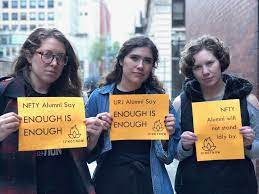 NFTY Alumni Say
ENOUGH IS
ENOUGH
URJ Alumni Say
ENOUGH IS
ENOUGH
NFTY
Alumni will
not stand
idly by.